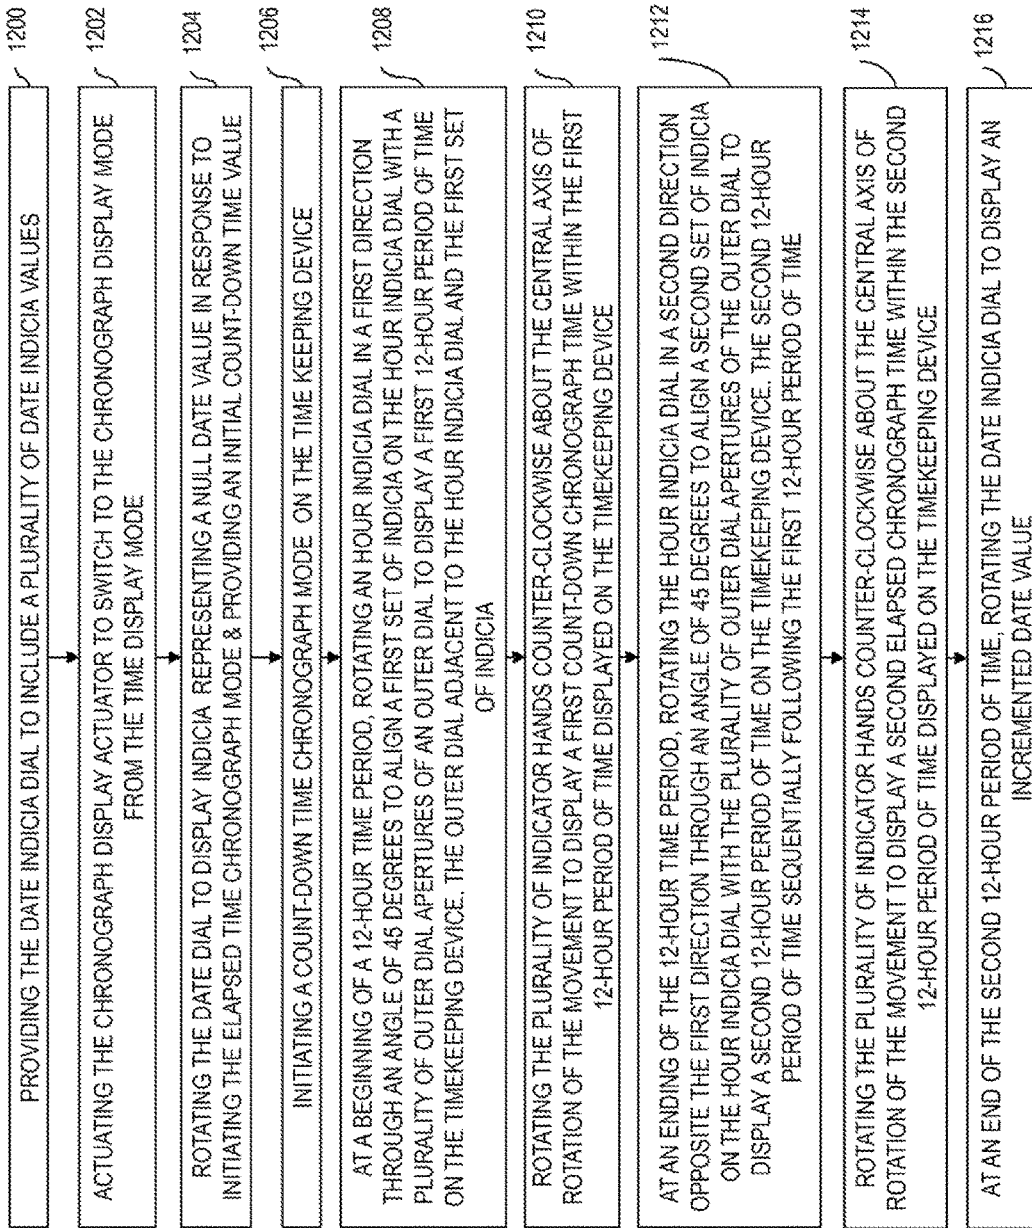 PROVIDING THE DATE INDICIA DIAL TO INCLUDE A PLURALITY OF DATE INDICIA VALUES
1200
ACTUATING THE CHRONOGRAPH DISPLAY ACTUATOR TO SWITCH TO THE CHRONOGRAPH DISPLAY MODE
FROM THE TIME DISPLAY MODE
1202
ROTATING THE DATE DIAL TO DISPLAY INDICIA REPRESENTING A NULL DATE VALUE IN RESPONSE TO
INITIATING THE ELAPSED TIME CHRONOGRAPH MODE & PROVIDING AN INITIAL COUNT-DOWN TIME VALUE
1204
INITIATING A COUNT-DOWN TIME CHRONOGRAPH MODE ON THE TIME KEEPING DEVICE
1206
AT A BEGINNING OF A 12-HOUR TIME PERIOD, ROTATING AN HOUR INDICIA DIAL IN A FIRST DIRECTION
THROUGH AN ANGLE OF 45 DEGREES TO ALIGN A FIRST SET OF INDICIA ON THE HOUR INDICIA DIAL WITH A
PLURALITY OF OUTER DIAL APERTURES OF AN OUTER DIAL TO DISPLAY A FIRST 12-HOUR PERIOD OF TIME
ON THE TIMEKEEPING DEVICE, THE OUTER DIAL ADJACENT TO THE HOUR INDICIA DIAL AND THE FIRST SET
OF INDICIA
1208
ROTATING THE PLURALITY OF INDICATOR HANDS COUNTER-CLOCKWISE ABOUT THE CENTRAL AXIS OF
ROTATION OF THE MOVEMENT TO DISPLAY A FIRST COUNT-DOWN CHRONOGRAPH TIME WITHIN THE FIRST
12-HOUR PERIOD OF TIME DISPLAYED ON THE TIMEKEEPING DEVICE
1210
AT AN ENDING OF THE 12-HOUR TIME PERIOD, ROTATING THE HOUR INDICIA DIAL IN A SECOND DIRECTION
OPPOSITE THE FIRST DIRECTION THROUGH AN ANGLE OF 45 DEGREES TO ALIGN A SECOND SET OF INDICIA
ON THE HOUR INDICIA DIAL WITH THE PLURALITY OF OUTER DIAL APERTURES OF THE OUTER DIAL TO
DISPLAY A SECOND 12-HOUR PERIOD OF TIME ON THE TIMEKEEPING DEVICE, THE SECOND 12-HOUR
PERIOD OF TIME SEQUENTIALLY FOLLOWING THE FIRST 12-HOUR PERIOD OF TIME
1212
ROTATING THE PLURALITY OF INDICATOR HANDS COUNTER-CLOCKWISE ABOUT THE CENTRAL AXIS OF
ROTATION OF THE MOVEMENT TO DISPLAY A SECOND ELAPSED CHRONOGRAPH TIME WITHIN THE SECOND
12-HOUR PERIOD OF TIME DISPLAYED ON THE TIMEKEEPING DEVICE
1214
AT AN END OF THE SECOND 12-HOUR PERIOD OF TIME, ROTATING THE DATE INDICIA DIAL TO DISPLAY AN
INCREMENTED DATE VALUE
1216